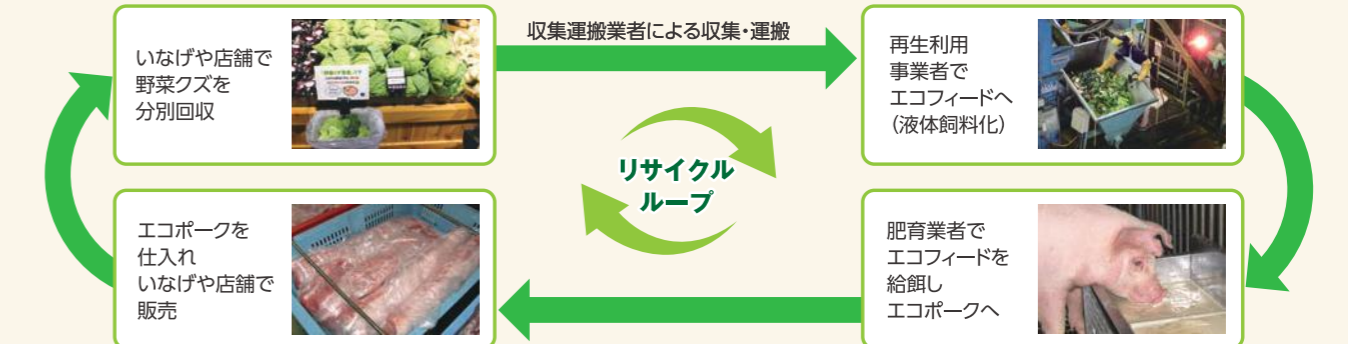 いなげや店舗で
野菜クズを
分別回収
収集運搬業者による収集・運搬
再生利用
事業者で
エコフィードへ
（液体飼料化）
リサイクル
ループ
エコポークを
仕入れ
いなげや店舗で
販売
肥育業者で
エコフィードを
給餌し
エコポークへ